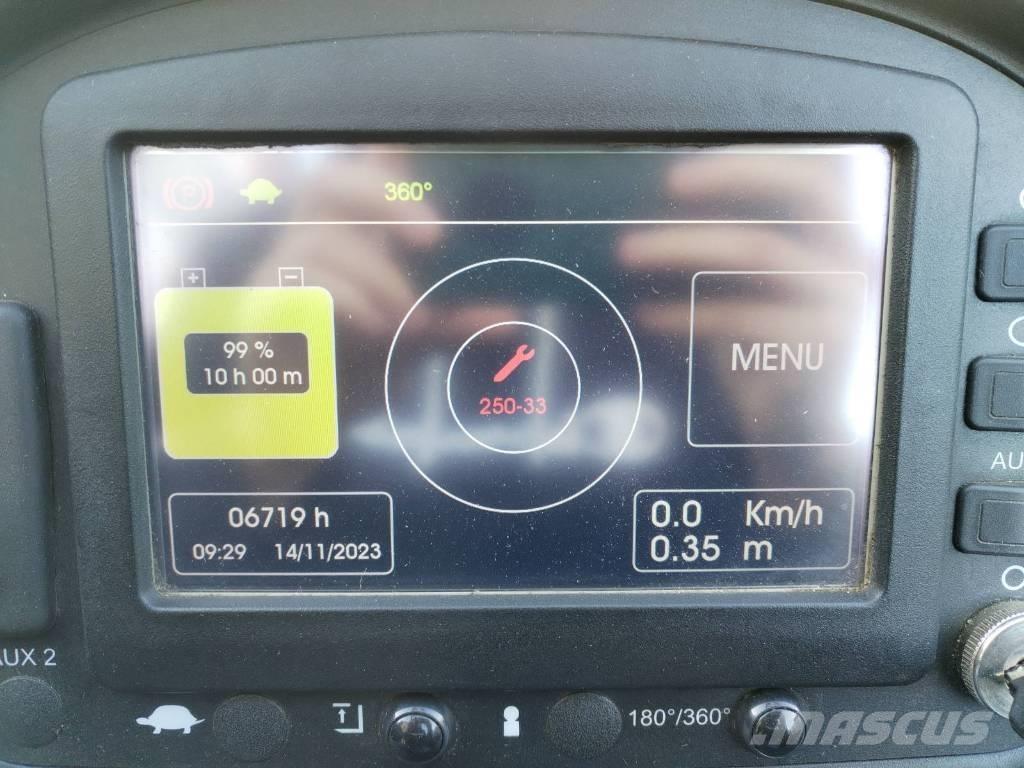 360°
99 %
10 h 00 m
250-33
MENU
06719 h
09:29 14/11/2023
0.0 Km/h
0.35 m
AUX 2
180°/360°
MASCUS